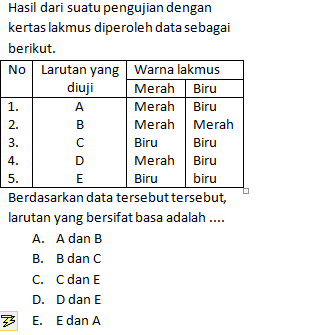 Hasil dari suatu pengujian dengan
kertas lakmus diperoleh data sebagai
berikut.
No Larutan yang diuji Warna lakmus
Merah Biru
1. A Merah Biru
2. B Merah Merah
3. C Biru Biru
4. D Merah Biru
5. E Biru biru
Berdasarkan data tersebut tersebut,
larutan yang bersifat basa adalah ....
A. A dan B
B. B dan C
C. C dan E
D. D dan E
E. E dan A